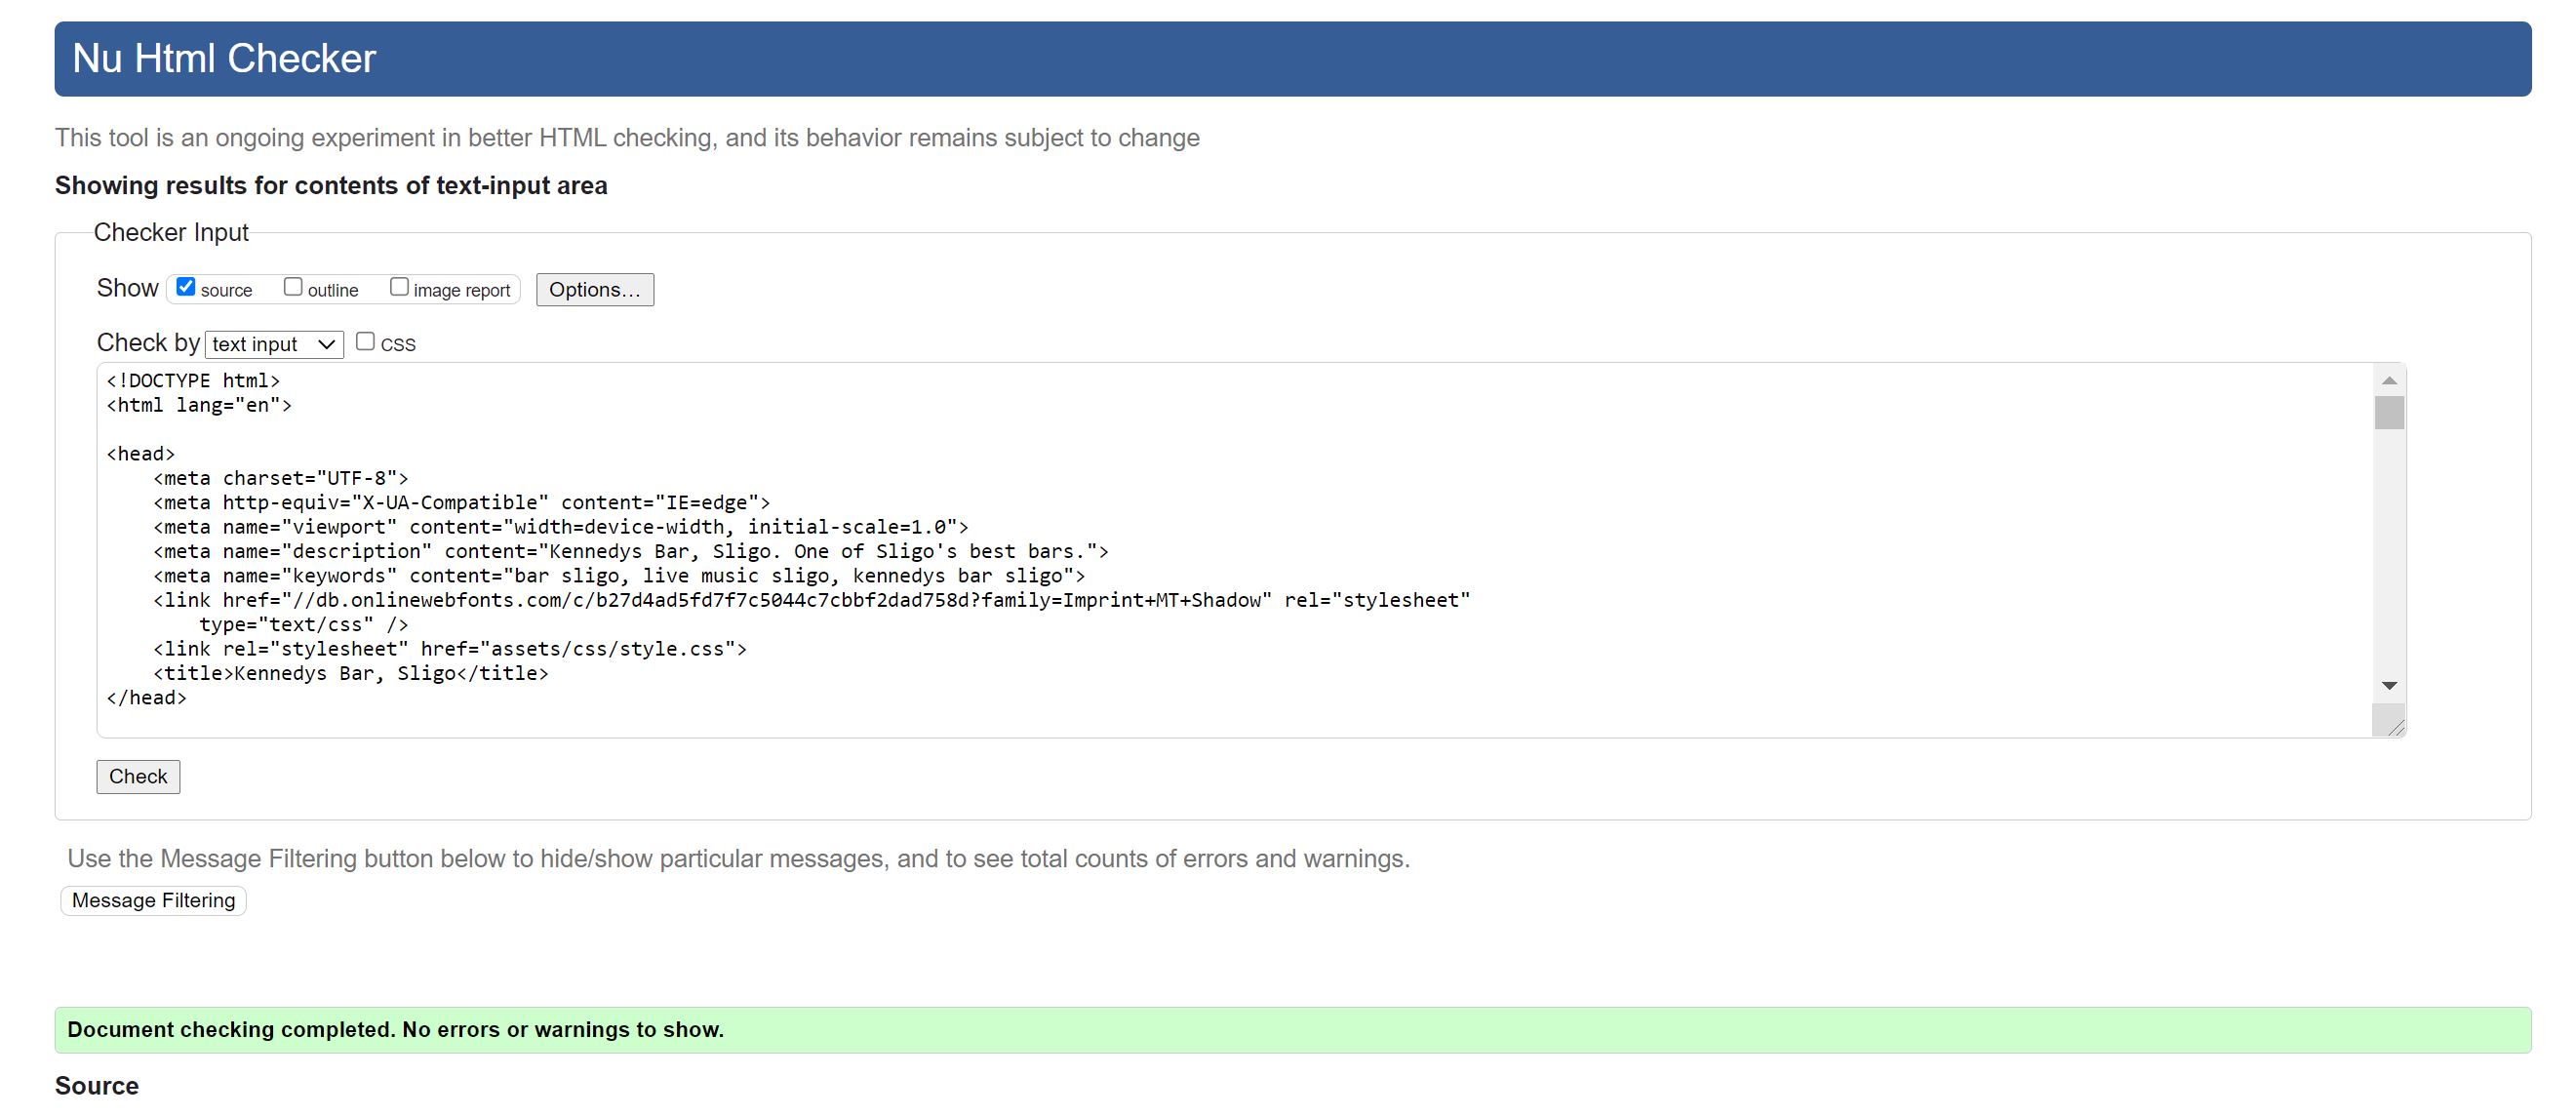 Nu Html Checker
This tool is an ongoing experiment in better HTML checking, and its behavior remains subject to change
Showing results for contents of text-input area
Checker Input
Show source outline image report Options...
Check by text input CSS
<!DOCTYPE html>
<html lang="en">
<head>
    <meta charset="UTF-8">
    <meta http-equiv="X-UA-Compatible" content="IE=edge">
    <meta name="viewport" content="width=device-width, initial-scale=1.0">
    <meta name="description" content="Kennedys Bar, Sligo. One of Sligo's best bars.">
    <meta name="keywords" content="bar sligo, live music sligo, kennedys bar sligo">
    <link href="//db.onlinewebfonts.com/c/b27d4ad5fd7f7c5044c7cbbf2dad758d?family=Imprint+MT+Shadow" rel="stylesheet"
        type="text/css" />
    <link rel="stylesheet" href="assets/css/style.css">
    <title>Kennedys Bar, Sligo</title>
</head>
Check
Use the Message Filtering button below to hide/show particular messages, and to see total counts of errors and warnings.
Message Filtering
Document checking completed. No errors or warnings to show.
Source